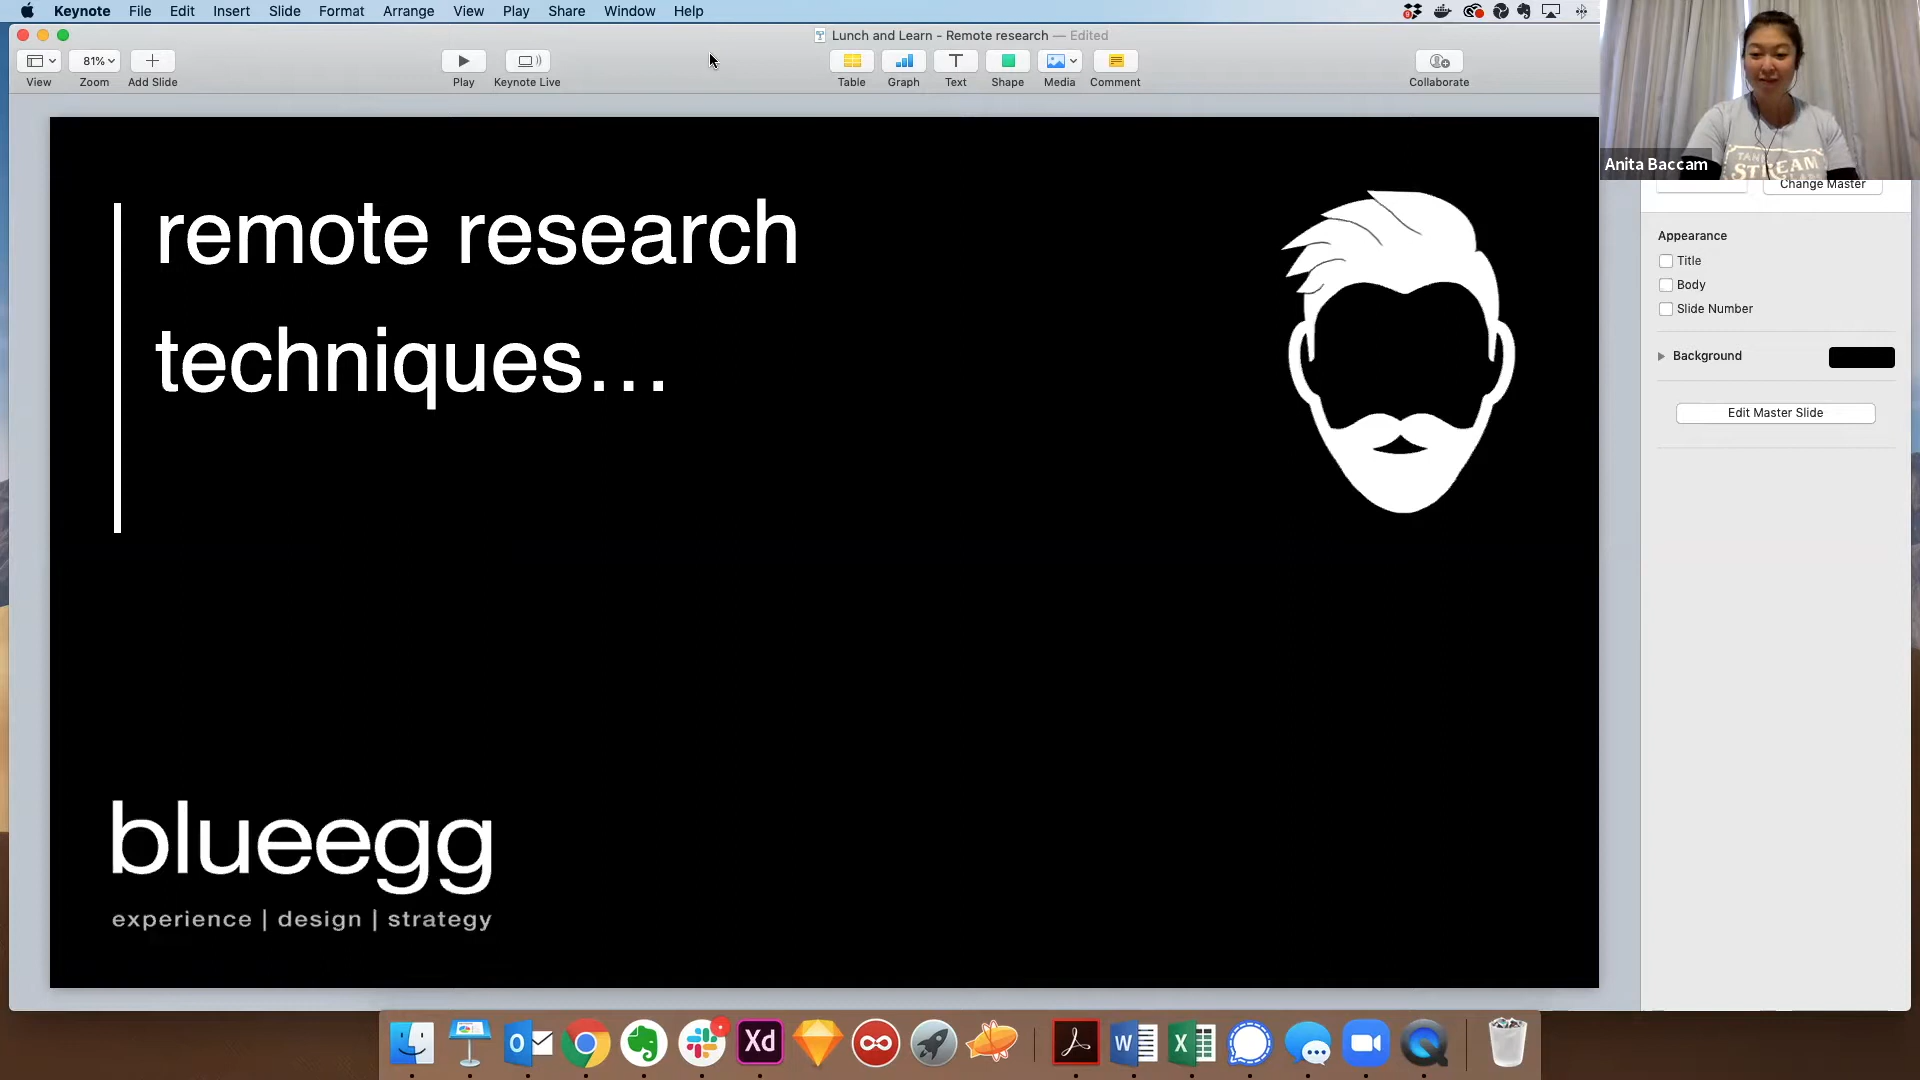 Keynote File Edit Insert Slide Format Arrange View Play Share Window Help
Lunch and Learn - Remote research — Edited
81%
View Zoom Add Slide Play Keynote Live Table Graph Text Shape Media Comment Collaborate
Anita Baccam
STREAM
Change Master
Appearance
Title
Body
Slide Number
Background
Edit Master Slide
remote research
techniques...
blueegg
experience | design | strategy
Xd